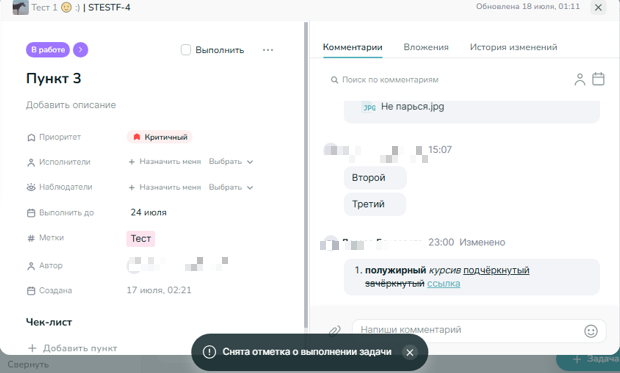 Тест 1 🙂 :) | STESTF-4
Обновлена 18 июля, 01:11
В работе
Выполнить
Пункт 3
Добавить описание
Приоритет
Критичный
Исполнители
+ Назначить меня Выбрать
Наблюдатели
+ Назначить меня Выбрать
Выполнить до
24 июля
# Метки
Тест
Автор
Создана
17 июля, 02:21
Чек-лист
+ Добавить пункт
Свернуть
Комментарии Вложения История изменений
Поиск по комментариям
JPG Не парься.jpg
15:07
Второй
Третий
23:00 Изменено
1. полужирный курсив подчёркнутый
зачёркнутый ссылка
Напиши комментарий
Снята отметка о выполнении задачи
+ Задача